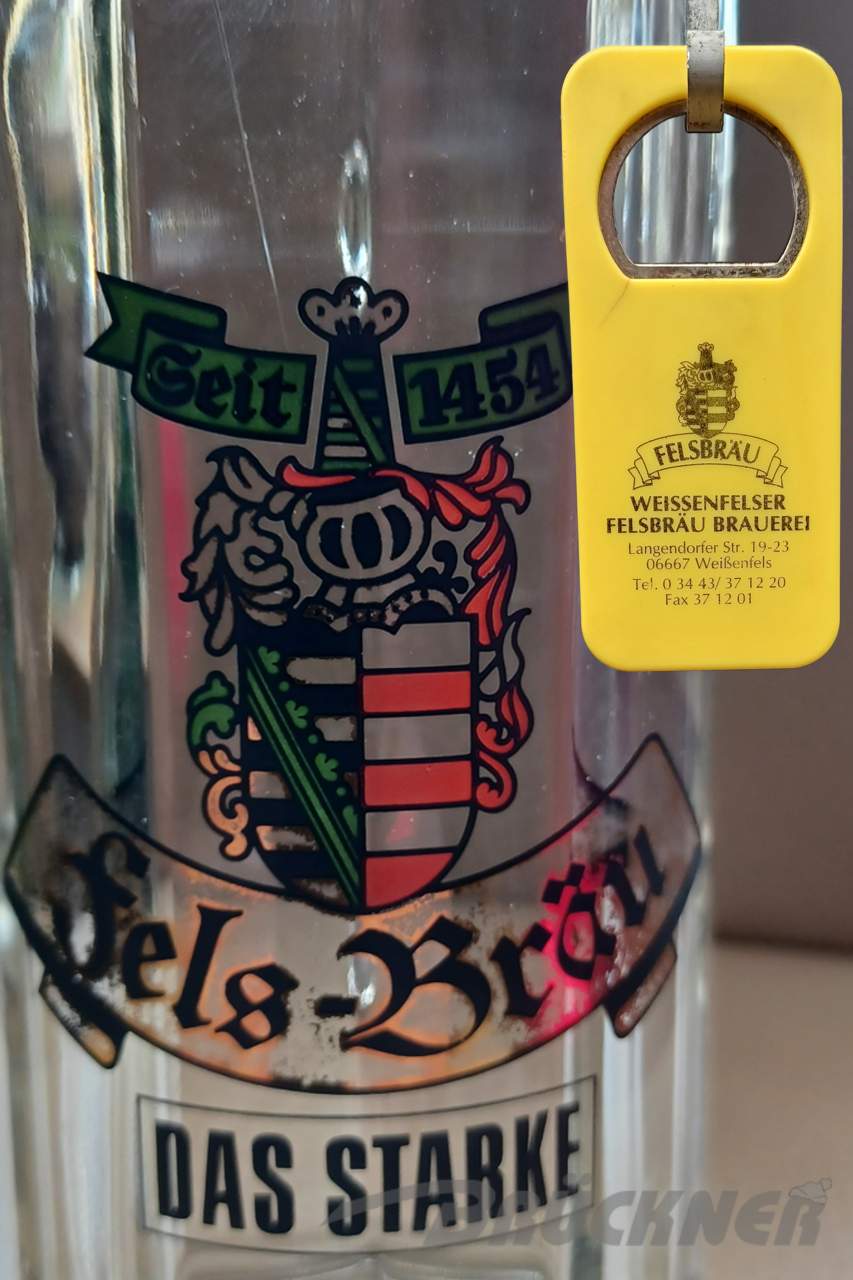 Seit 1454
Fels-Bräu
DAS STARKE
FELSBRÄU
WEISSENFELSER
FELSBRÄU BRAUEREI
Langendorfer Str. 19-23
06667 Weißenfels
Tel. 0 34 43/ 37 12 20
Fax 37 12 01
BRÜCKNER